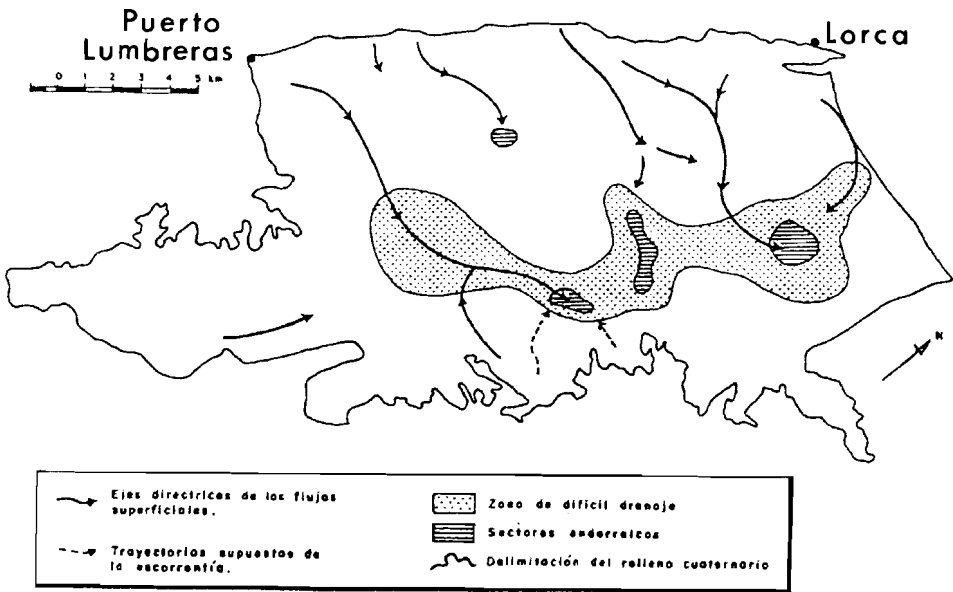 Puerto
Lumbreras
Lorca
0 1 2 3 4 5 km
N
Ejes directrices de los flujos
superficiales.
Trayectorias supuestas de
la escorrentía.
Zona de difícil drenaje
Sectores endorreicos
Delimitación del relleno cuaternario